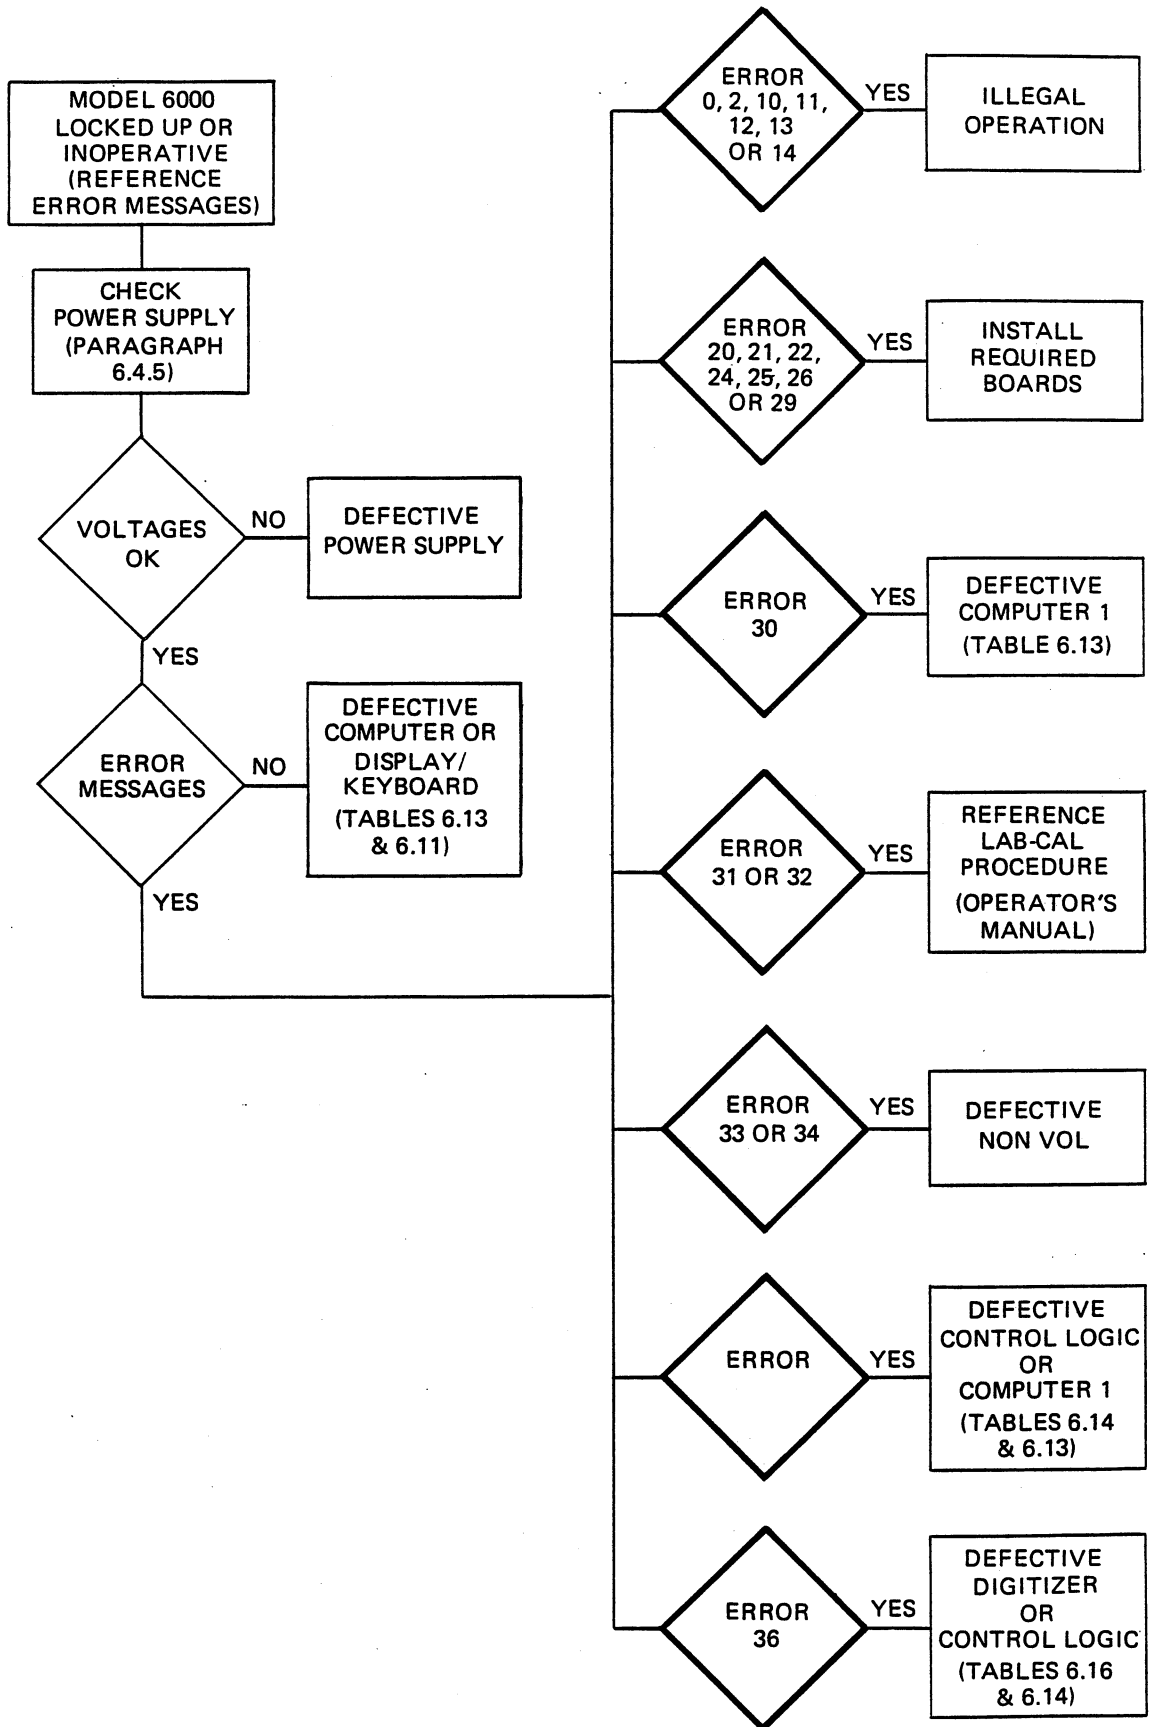 MODEL 6000
LOCKED UP OR
INOPERATIVE
(REFERENCE
ERROR MESSAGES)
CHECK
POWER SUPPLY
(PARAGRAPH
6.4.5)
VOLTAGES
OK
NO
DEFECTIVE
POWER SUPPLY
YES
ERROR
MESSAGES
NO
DEFECTIVE
COMPUTER OR
DISPLAY/
KEYBOARD
(TABLES 6.13
& 6.11)
YES
ERROR
0, 2, 10, 11,
12, 13
OR 14
YES
ILLEGAL
OPERATION
ERROR
20, 21, 22,
24, 25, 26
OR 29
YES
INSTALL
REQUIRED
BOARDS
ERROR
30
YES
DEFECTIVE
COMPUTER 1
(TABLE 6.13)
ERROR
31 OR 32
YES
REFERENCE
LAB-CAL
PROCEDURE
(OPERATOR'S
MANUAL)
ERROR
33 OR 34
YES
DEFECTIVE
NON VOL
ERROR
YES
DEFECTIVE
CONTROL LOGIC
OR
COMPUTER 1
(TABLES 6.14
& 6.13)
ERROR
36
YES
DEFECTIVE
DIGITIZER
OR
CONTROL LOGIC
(TABLES 6.16
& 6.14)